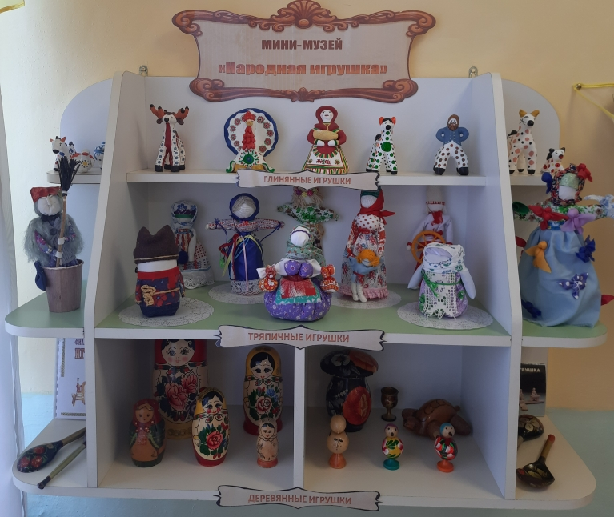 МИНИ-МУЗЕЙ
«Народная игрушка»
ГЛИНЯНЫЕ ИГРУШКИ
ТРЯПИЧНЫЕ ИГРУШКИ
ДЕРЕВЯННЫЕ ИГРУШКИ